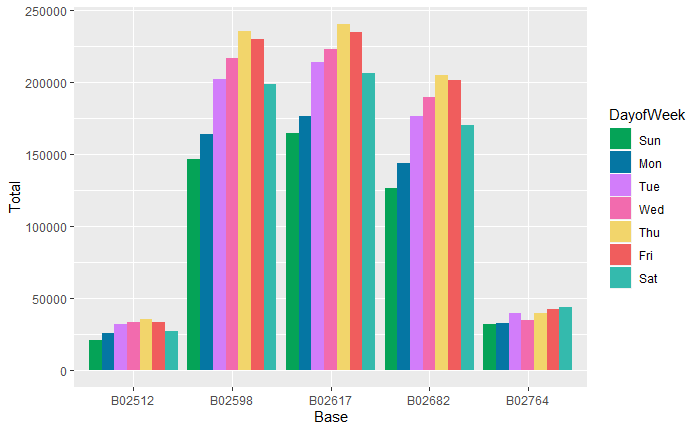 250000
200000
150000
100000
50000
0
Total
B02512 B02598 B02617 B02682 B02764
Base
DayofWeek
Sun
Mon
Tue
Wed
Thu
Fri
Sat